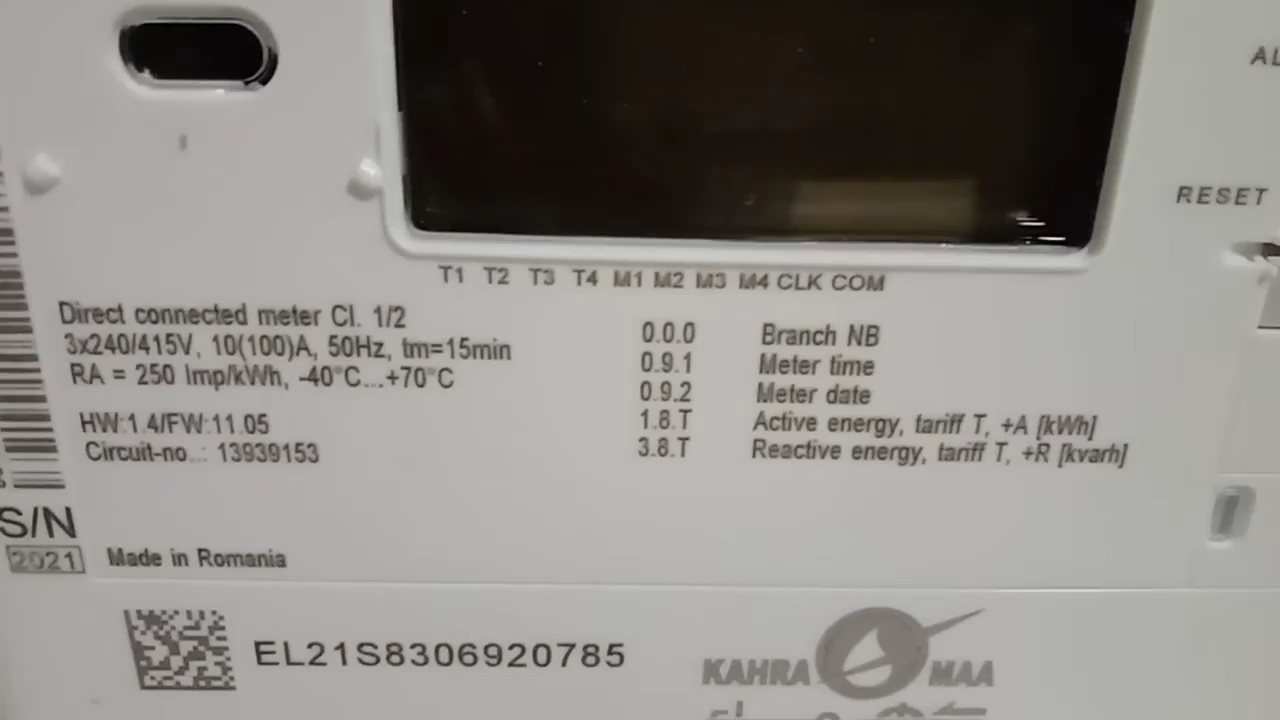 AL
RESET
T1 T2 T3 T4 M1 M2 M3 M4 CLK COM
Direct connected meter Cl. 1/2
3x240/415V, 10(100)A, 50Hz, tm=15min
RA = 250 Imp/kWh, -40°C...+70°C
HW:1.4/FW:11.05
Circuit-no..: 13939153
0.0.0 Branch NB
0.9.1 Meter time
0.9.2 Meter date
1.8.T Active energy, tariff T, +A [kWh]
3.8.T Reactive energy, tariff T, +R [kvarh]
S/N
2021 Made in Romania
EL21S8306920785
KAHRAMAA